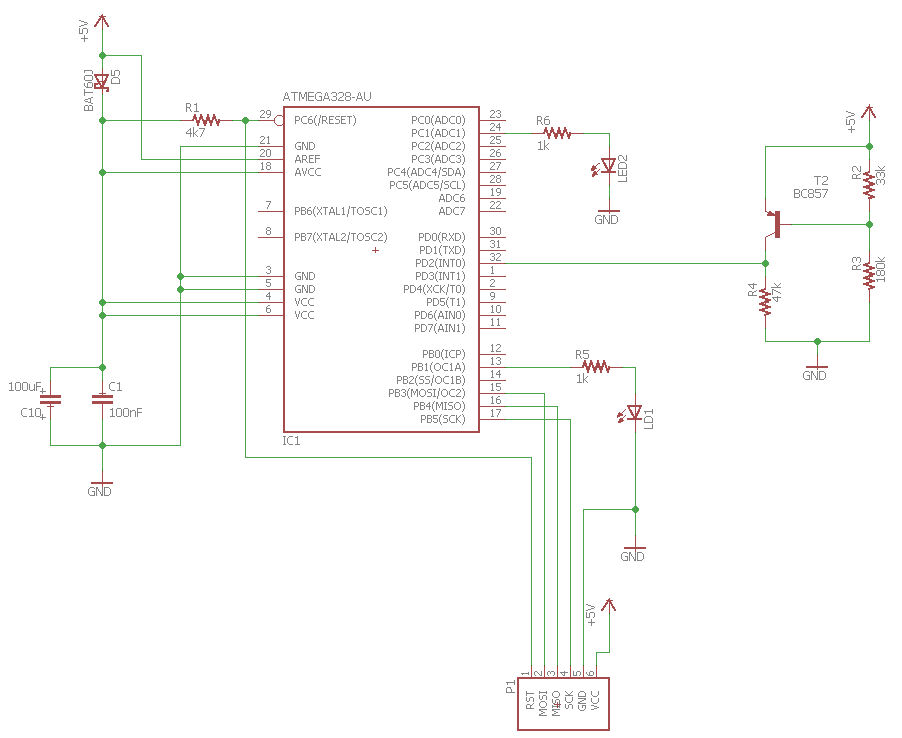 +5V
BAT60J
D5
R1
4k7
ATMEGA328-AU
29 PC6(/RESET)
21 GND
20 AREF
18 AVCC
7 PB6(XTAL1/TOSC1)
8 PB7(XTAL2/TOSC2)
3 GND
5 GND
4 VCC
6 VCC
PC0(ADC0) 23
PC1(ADC1) 24
PC2(ADC2) 25
PC3(ADC3) 26
PC4(ADC4/SDA) 27
PC5(ADC5/SCL) 28
ADC6 19
ADC7 22
PD0(RXD) 30
PD1(TXD) 31
PD2(INT0) 32
PD3(INT1) 1
PD4(XCK/T0) 2
PD5(T1) 9
PD6(AIN0) 10
PD7(AIN1) 11
PB0(ICP) 12
PB1(OC1A) 13
PB2(SS/OC1B) 14
PB3(MOSI/OC2) 15
PB4(MISO) 16
PB5(SCK) 17
IC1
R6
1k
LED2
GND
+5V
T2
BC857
R2
33k
R3
180k
R4
47k
GND
R5
1k
LD1
GND
100uF
C10
C1
100nF
GND
+5V
P1
1 RST
2 MOSI
3 MISO
4 SCK
5 GND
6 VCC